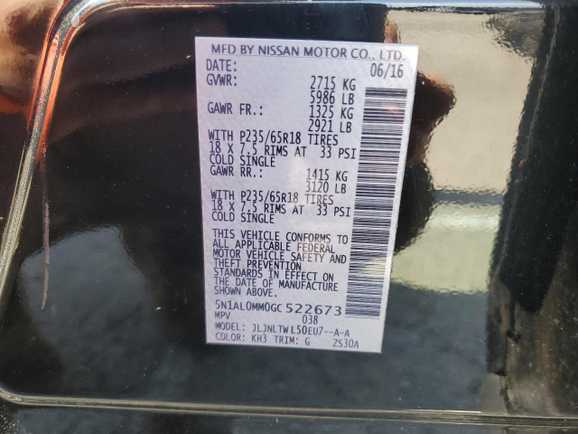 MFD BY NISSAN MOTOR CO., LTD.
DATE: 06/16
GVWR: 2715 KG
5986 LB
GAWR FR.: 1325 KG
2921 LB
WITH P235/65R18 TIRES
18 X 7.5 RIMS AT 33 PSI
COLD SINGLE
GAWR RR.: 1415 KG
3120 LB
WITH P235/65R18 TIRES
18 X 7.5 RIMS AT 33 PSI
COLD SINGLE
THIS VEHICLE CONFORMS TO
ALL APPLICABLE FEDERAL
MOTOR VEHICLE SAFETY AND
THEFT PREVENTION
STANDARDS IN EFFECT ON
THE DATE OF MANUFACTURE
SHOWN ABOVE.
5N1AL0MM0GC522673
MPV 038
MODEL: JLJNLTWL50EU7--A-A
COLOR: KH3 TRIM: G 2S30A